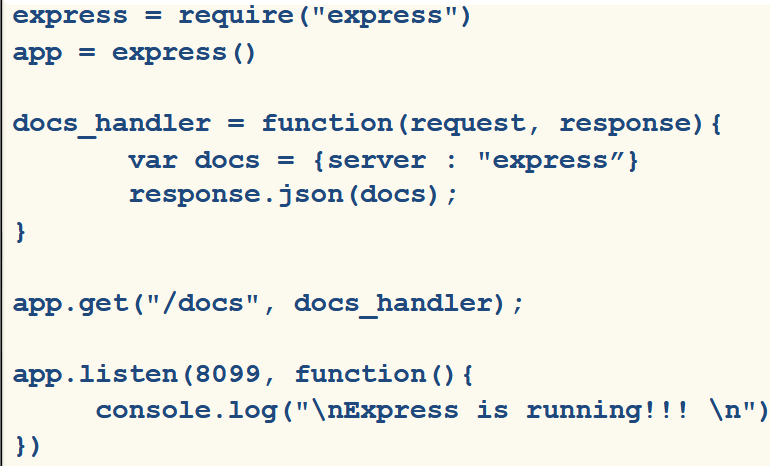 express = require("express")
app = express()
docs_handler = function(request, response){
var docs = {server : "express”}
response.json(docs);
}
app.get("/docs", docs_handler);
app.listen(8099, function(){
console.log("\nExpress is running!!! \n")
})